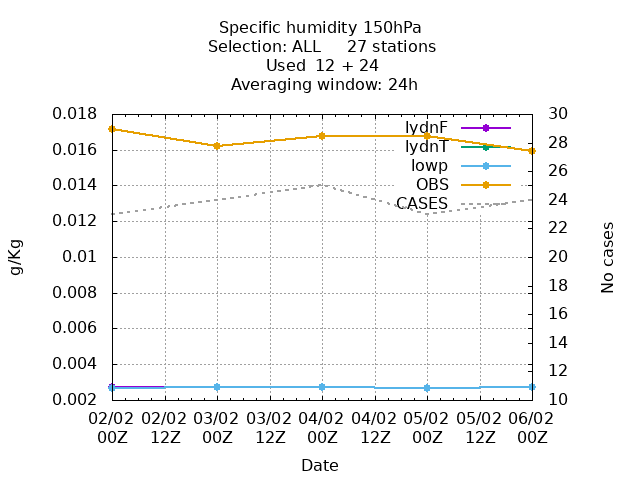 Specific humidity 150hPa
Selection: ALL     27 stations
Used  12 + 24
Averaging window: 24h
0.018
0.016
0.014
0.012
0.01
0.008
0.006
0.004
0.002
g/Kg
30
28
26
24
22
20
18
16
14
12
10
No cases
lydnF
lydnT
lowp
OBS
CASES
02/02 02/02 03/02 03/02 04/02 04/02 05/02 05/02 06/02
00Z 12Z 00Z 12Z 00Z 12Z 00Z 12Z 00Z
Date